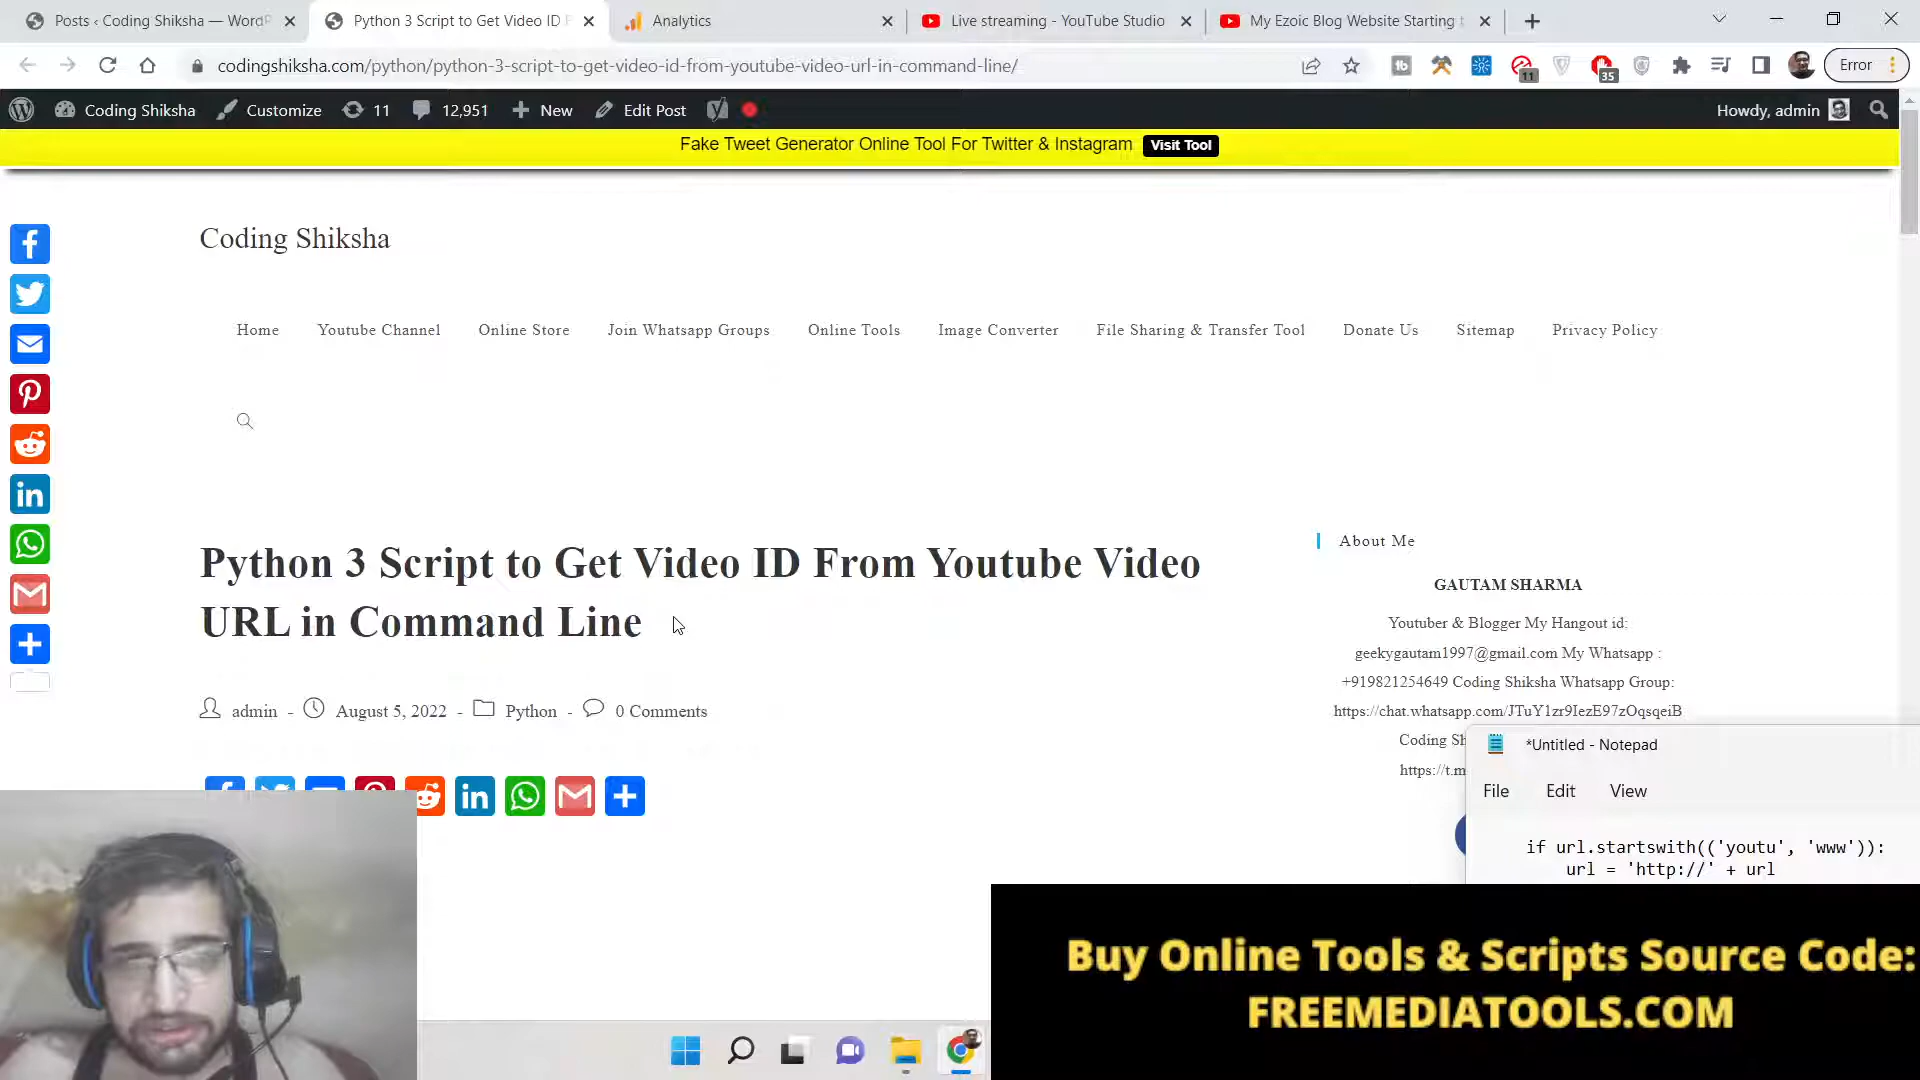 Posts ‹ Coding Shiksha — WordP
Python 3 Script to Get Video ID F
Analytics
Live streaming - YouTube Studio
My Ezoic Blog Website Starting t
codingshiksha.com/python/python-3-script-to-get-video-id-from-youtube-video-url-in-command-line/
11
35
Error
Coding Shiksha
Customize
11
12,951
New
Edit Post
Howdy, admin
Fake Tweet Generator Online Tool For Twitter & Instagram
Visit Tool
Coding Shiksha
Home
Youtube Channel
Online Store
Join Whatsapp Groups
Online Tools
Image Converter
File Sharing & Transfer Tool
Donate Us
Sitemap
Privacy Policy
Python 3 Script to Get Video ID From Youtube Video
URL in Command Line
admin - August 5, 2022 - Python - 0 Comments
About Me
GAUTAM SHARMA
Youtuber & Blogger My Hangout id:
geekygautam1997@gmail.com My Whatsapp :
+919821254649 Coding Shiksha Whatsapp Group:
https://chat.whatsapp.com/JTuY1zr9IezE97zOqsqeiB
Coding Sh
https://t.m
*Untitled - Notepad
File
Edit
View
if url.startswith(('youtu', 'www')):
url = 'http://' + url
Buy Online Tools & Scripts Source Code:
FREEMEDIATOOLS.COM